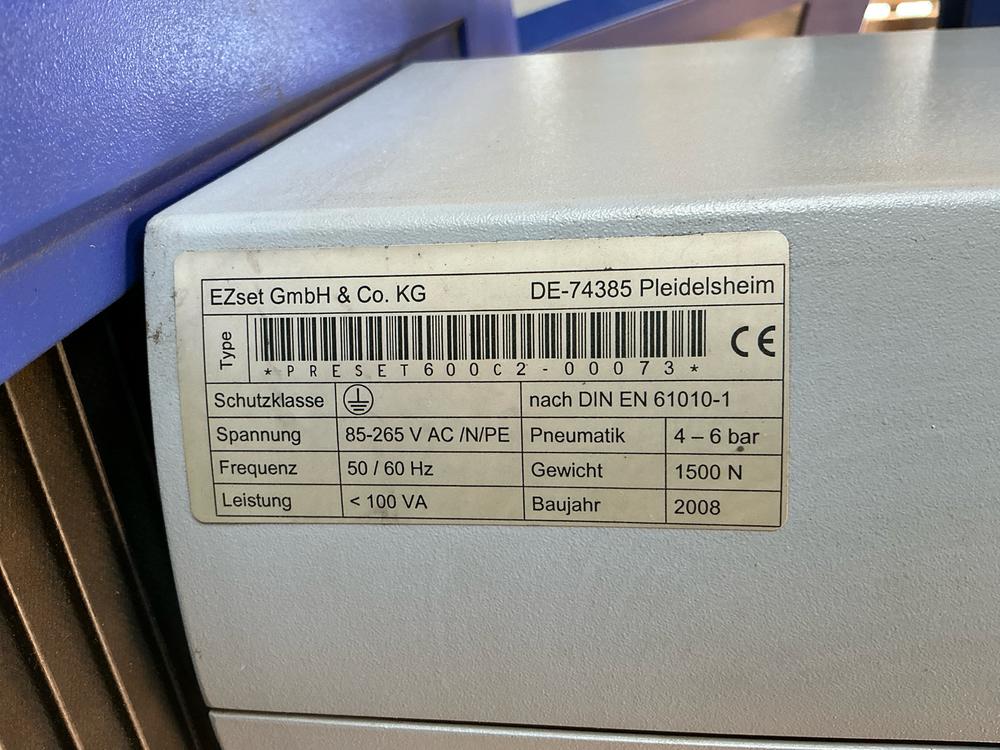 EZset GmbH & Co. KG DE-74385 Pleidelsheim
Type *PRESET600C2-00073* CE
Schutzklasse nach DIN EN 61010-1
Spannung 85-265 V AC /N/PE Pneumatik 4 – 6 bar
Frequenz 50 / 60 Hz Gewicht 1500 N
Leistung < 100 VA Baujahr 2008